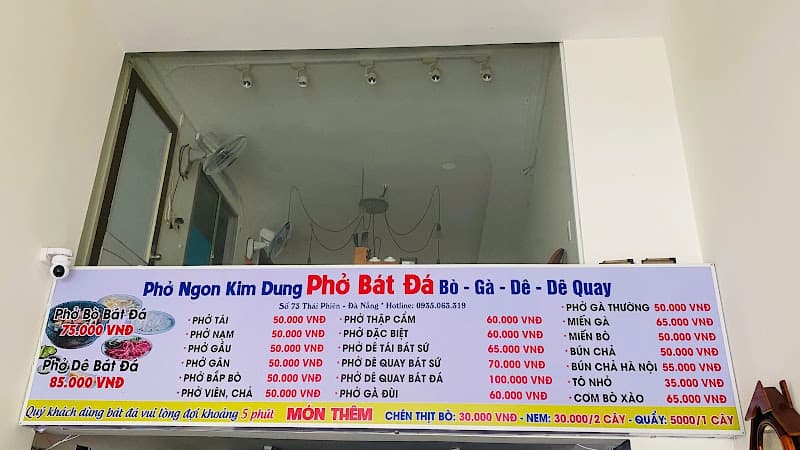 Phở Ngon Kim Dung Phở Bát Đá Bò - Gà - Dê - Dê Quay
Số 75 Thái Phiên - Đà Nẵng * Hotline: 0935.063.319
Phở Bò Bát Đá
75.000 VNĐ
Phở Dê Bát Đá
85.000 VNĐ
· PHỞ TÁI 50.000 VNĐ
· PHỞ NẠM 50.000 VNĐ
· PHỞ GẦU 50.000 VNĐ
· PHỞ GÂN 50.000 VNĐ
· PHỞ BẮP BÒ 50.000 VNĐ
· PHỞ VIÊN, CHẢ 50.000 VNĐ
· PHỞ THẬP CẨM 60.000 VNĐ
· PHỞ ĐẶC BIỆT 60.000 VNĐ
· PHỞ DÊ TÁI BÁT SỨ 65.000 VNĐ
· PHỞ DÊ QUAY BÁT SỨ 70.000 VNĐ
· PHỞ DÊ QUAY BÁT ĐÁ 100.000 VNĐ
· PHỞ GÀ ĐÙI 60.000 VNĐ
· PHỞ GÀ THƯỜNG 50.000 VNĐ
· MIẾN GÀ 65.000 VNĐ
· MIẾN BÒ 50.000 VNĐ
· BÚN CHẢ 50.000 VNĐ
· BÚN CHẢ HÀ NỘI 55.000 VNĐ
· TÔ NHỎ 35.000 VNĐ
· CƠM BÒ XÀO 65.000 VNĐ
Quý khách dùng bát đá vui lòng đợi khoảng 5 phút MÓN THÊM CHÉN THỊT BÒ: 30.000 VNĐ - NEM: 30.000/2 CÂY - QUẨY: 5000/1 CÂY